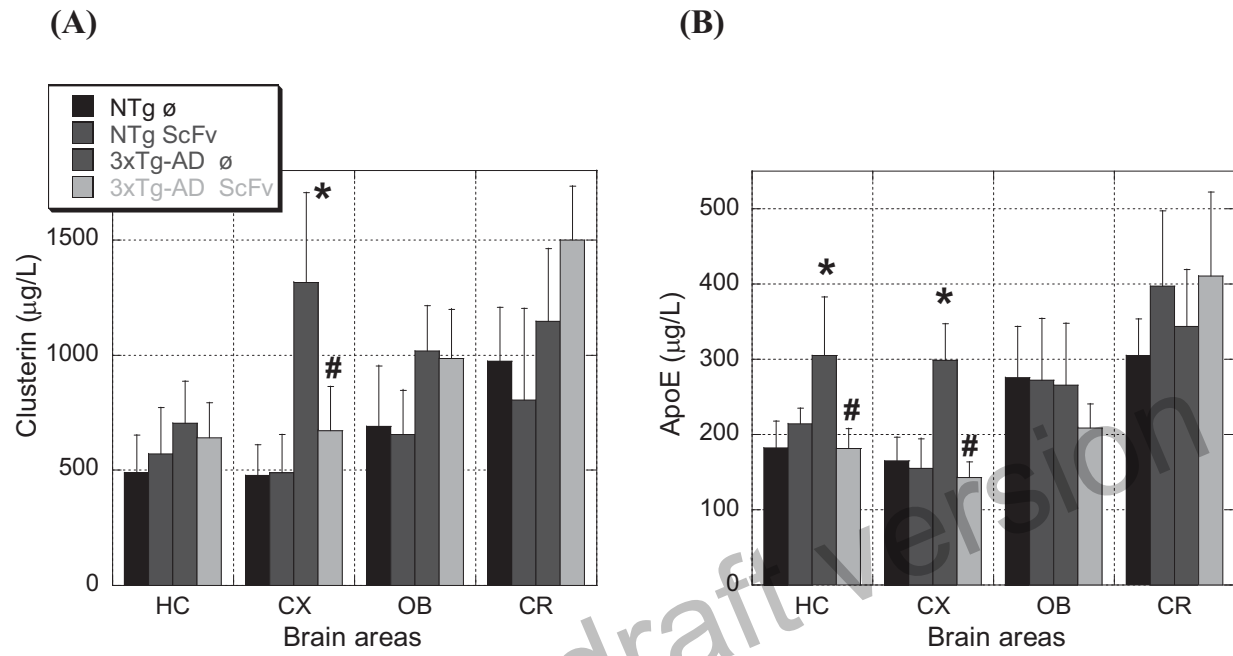 (A)
NTg ø
NTg ScFv
3xTg-AD ø
3xTg-AD ScFv
1500
1000
500
0
Clusterin (µg/L)
*
#
HC CX OB CR
Brain areas
(B)
500
400
300
200
100
0
ApoE (µg/L)
*
*
#
#
HC CX OB CR
Brain areas
draft version